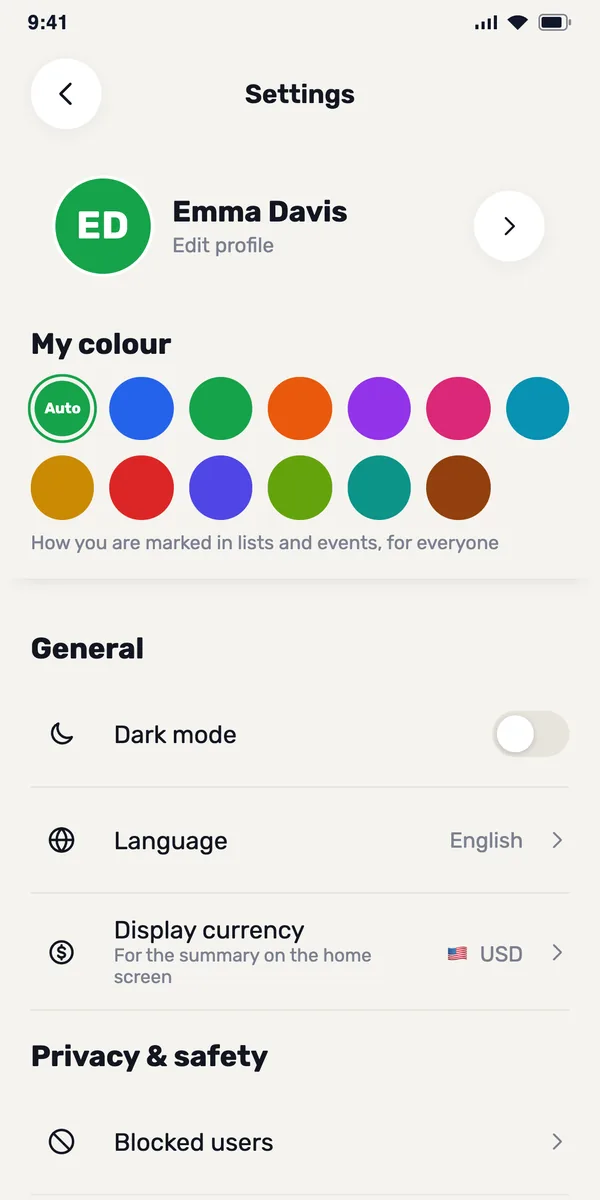 9:41
Settings
ED
Emma Davis
Edit profile
My colour
Auto
How you are marked in lists and events, for everyone
General
Dark mode
Language
English
Display currency
For the summary on the home
screen
USD
Privacy & safety
Blocked users